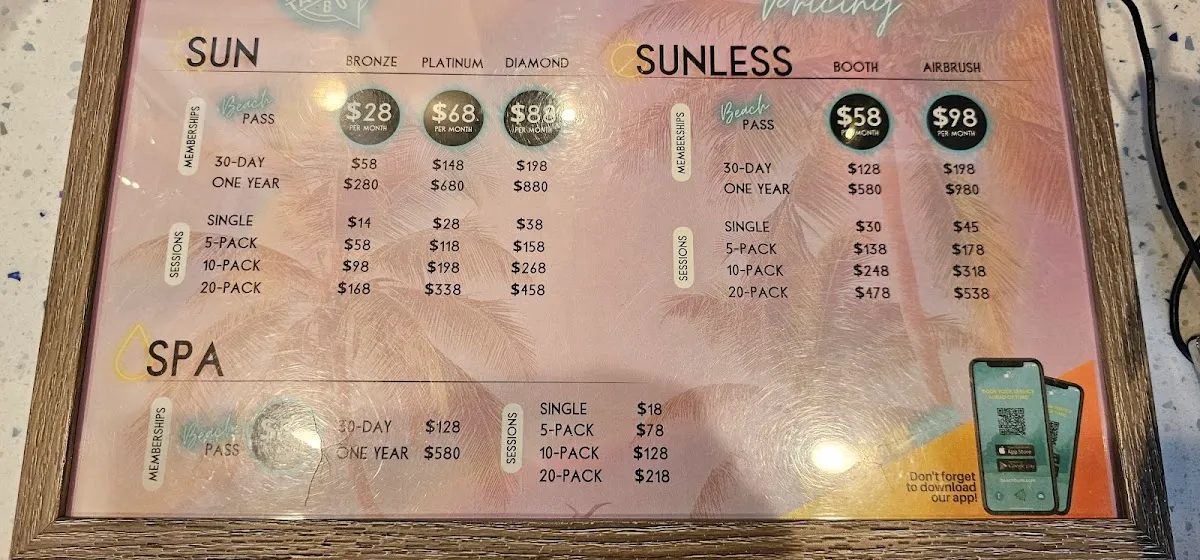 Pricing
SUN BRONZE PLATINUM DIAMOND
MEMBERSHIPS
Beach PASS $28 PER MONTH $68 PER MONTH $88 PER MONTH
30-DAY $58 $148 $198
ONE YEAR $280 $680 $880
SESSIONS
SINGLE $14 $28 $38
5-PACK $58 $118 $158
10-PACK $98 $198 $268
20-PACK $168 $338 $458
SUNLESS BOOTH AIRBRUSH
MEMBERSHIPS
Beach PASS $58 PER MONTH $98 PER MONTH
30-DAY $128 $198
ONE YEAR $580 $980
SESSIONS
SINGLE $30 $45
5-PACK $138 $178
10-PACK $248 $318
20-PACK $478 $538
SPA
MEMBERSHIPS
Beach PASS
30-DAY $128
ONE YEAR $580
SESSIONS
SINGLE $18
5-PACK $78
10-PACK $128
20-PACK $218
Don't forget
to download
our app!
App Store
Google Play